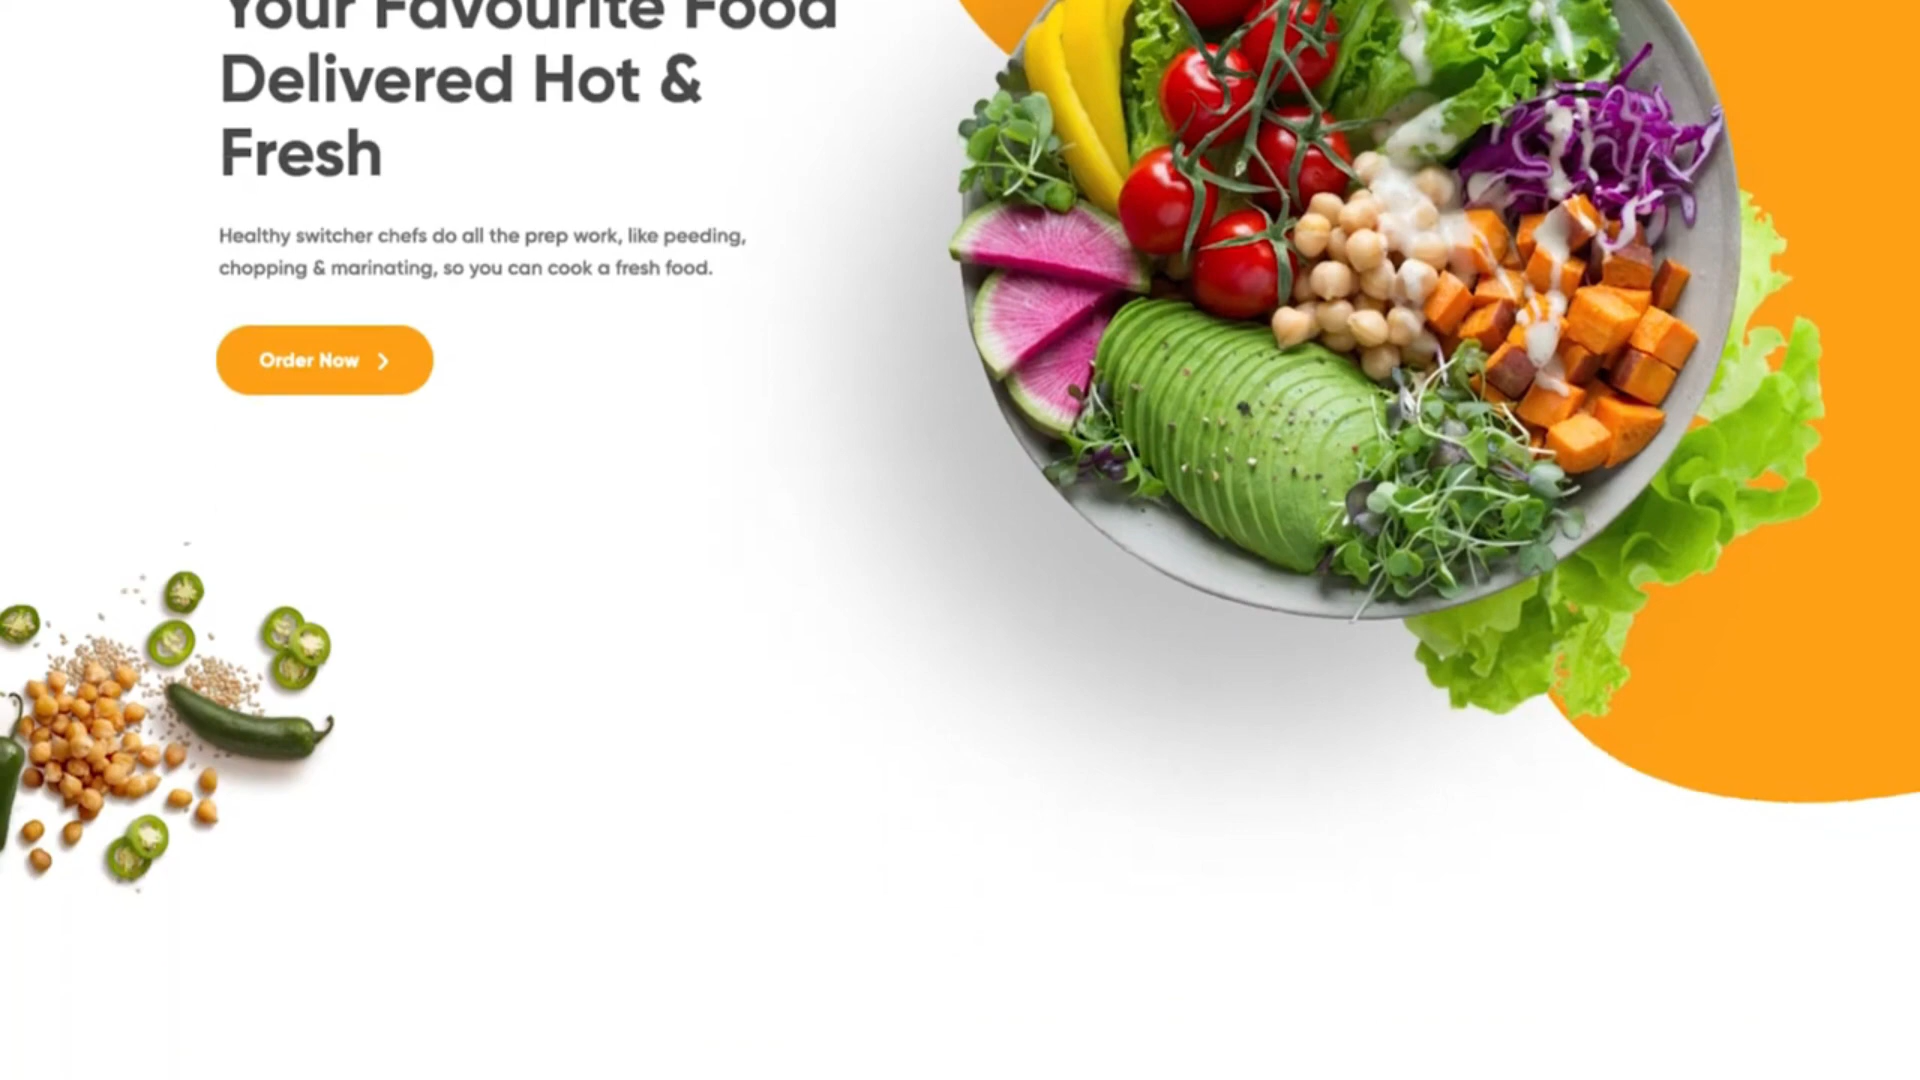 Your Favourite Food
Delivered Hot &
Fresh
Healthy switcher chefs do all the prep work, like peeding,
chopping & marinating, so you can cook a fresh food.
Order Now